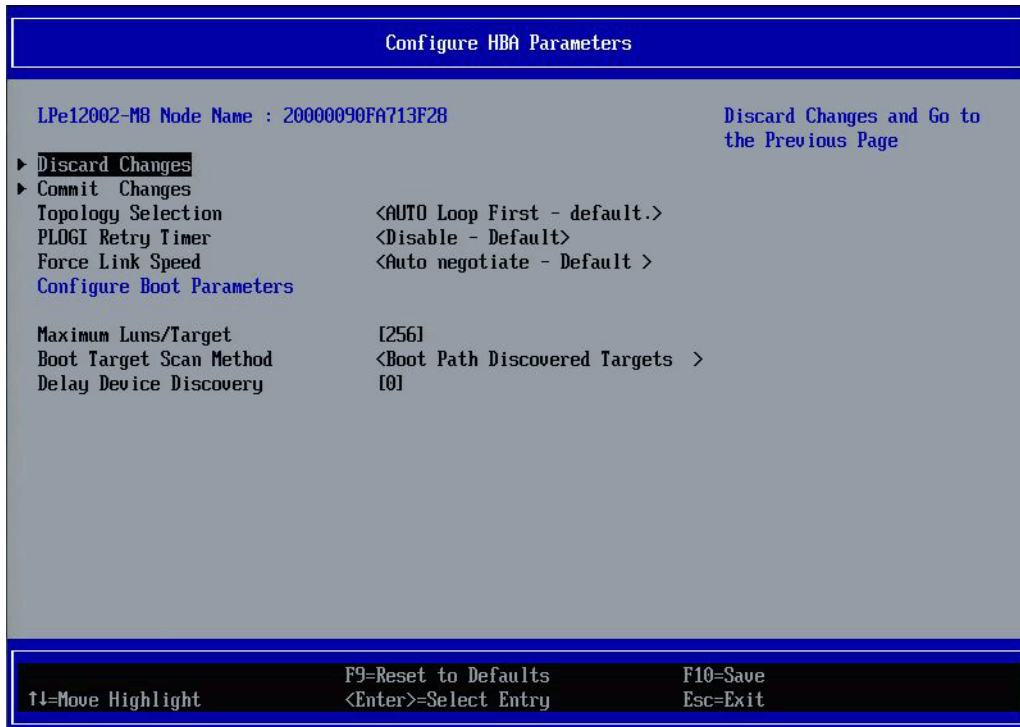 Configure HBA Parameters
LPe12002-M8 Node Name : 20000090FA713F28
Discard Changes and Go to
the Previous Page
Discard Changes
Commit  Changes
Topology Selection <AUTO Loop First - default.>
PLOGI Retry Timer <Disable - Default>
Force Link Speed <Auto negotiate - Default >
Configure Boot Parameters
Maximum Luns/Target [256]
Boot Target Scan Method <Boot Path Discovered Targets  >
Delay Device Discovery [0]
F9=Reset to Defaults F10=Save
↑↓=Move Highlight <Enter>=Select Entry Esc=Exit